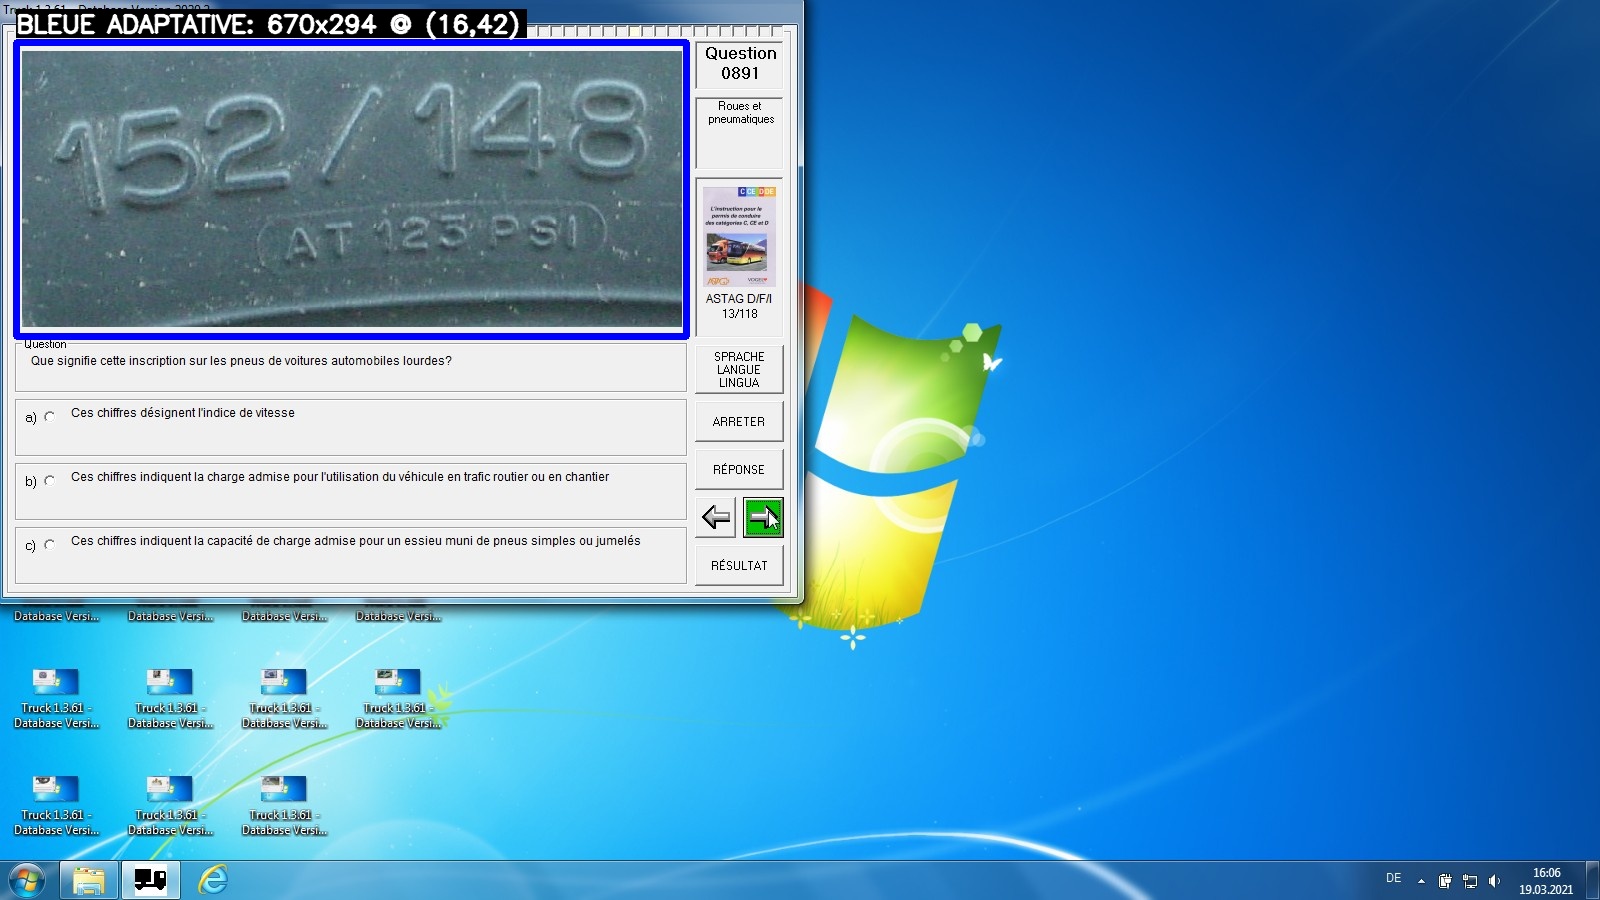 BLEUE ADAPTATIVE: 670x294 @ (16,42)
152/148
AT 123 PSI
Question
0891
Roues et
pneumatiques
C CE D DE
L'instruction pour le
permis de conduire
des catégories C, CE et D
ASTAG D/F/I
13/118
Question
Que signifie cette inscription sur les pneus de voitures automobiles lourdes?
a) Ces chiffres désignent l'indice de vitesse
b) Ces chiffres indiquent la charge admise pour l'utilisation du véhicule en trafic routier ou en chantier
c) Ces chiffres indiquent la capacité de charge admise pour un essieu muni de pneus simples ou jumelés
SPRACHE
LANGUE
LINGUA
ARRETER
RÉPONSE
RÉSULTAT
Database Versi... Database Versi... Database Versi... Database Versi...
Truck 1.3.61 - Truck 1.3.61 - Truck 1.3.61 - Truck 1.3.61 -
Database Versi... Database Versi... Database Versi... Database Versi...
Truck 1.3.61 - Truck 1.3.61 - Truck 1.3.61 -
Database Versi... Database Versi... Database Versi...
DE
16:06
19.03.2021